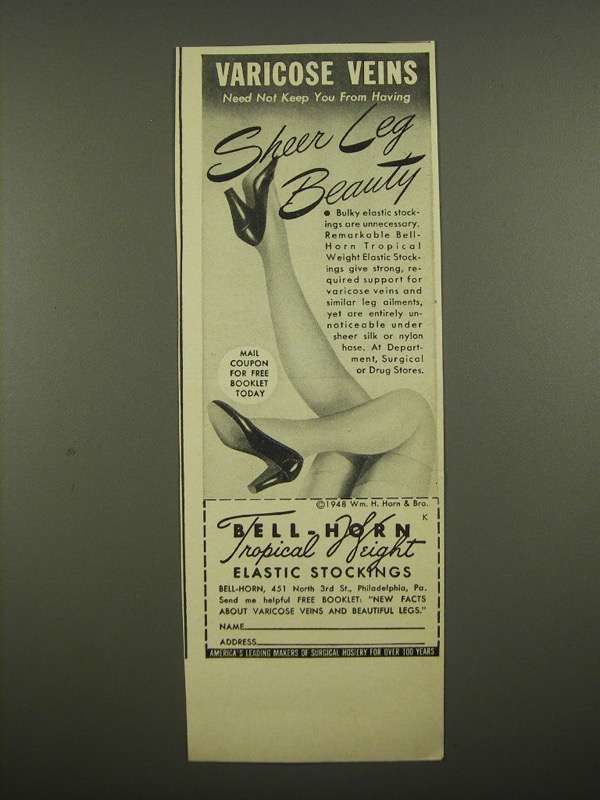 VARICOSE VEINS
Need Not Keep You From Having
Sheer Leg
Beauty
● Bulky elastic stock-
ings are unnecessary.
Remarkable Bell-
Horn Tropical
Weight Elastic Stock-
ings give strong, re-
quired support for
varicose veins and
similar leg ailments,
yet are entirely un-
noticeable under
sheer silk or nylon
hose. At Depart-
ment, Surgical
or Drug Stores.
MAIL
COUPON
FOR FREE
BOOKLET
TODAY
©1948 Wm. H. Horn & Bro.
K
BELL-HORN
Tropical Weight
ELASTIC STOCKINGS
BELL-HORN, 451 North 3rd St., Philadelphia, Pa.
Send me helpful FREE BOOKLET: "NEW FACTS
ABOUT VARICOSE VEINS AND BEAUTIFUL LEGS."
NAME
ADDRESS
AMERICA'S LEADING MAKERS OF SURGICAL HOSIERY FOR OVER 100 YEARS